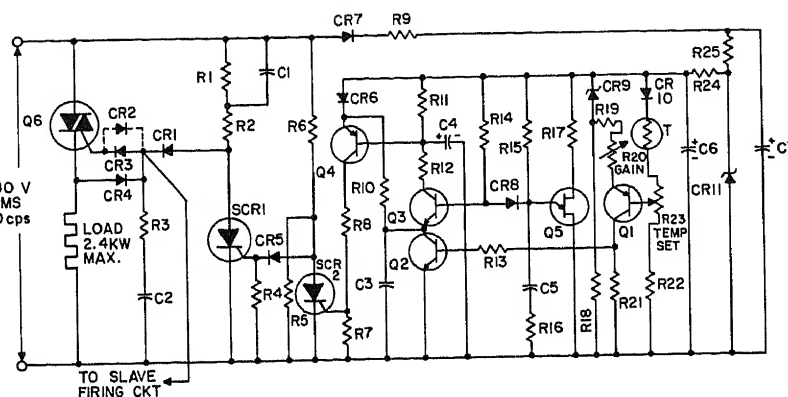 CR7
R9
R25
R1
C1
CR6
R11
R14
CR9
CR
10
R24
Q6
CR2
R2
R6
C4
+ -
R15
R17
R19
T
C6
+
-
CR1
Q4
R12
R20
GAIN
CR11
+
-
CR3
CR4
R10
Q3
CR8
Q5
Q1
R23
TEMP
SET
LOAD
2.4KW
MAX.
R3
SCR1
CR5
R8
Q2
R13
SCR
2
C3
C5
C2
R4
R5
R7
R16
R18
R21
R22
TO SLAVE
FIRING CKT